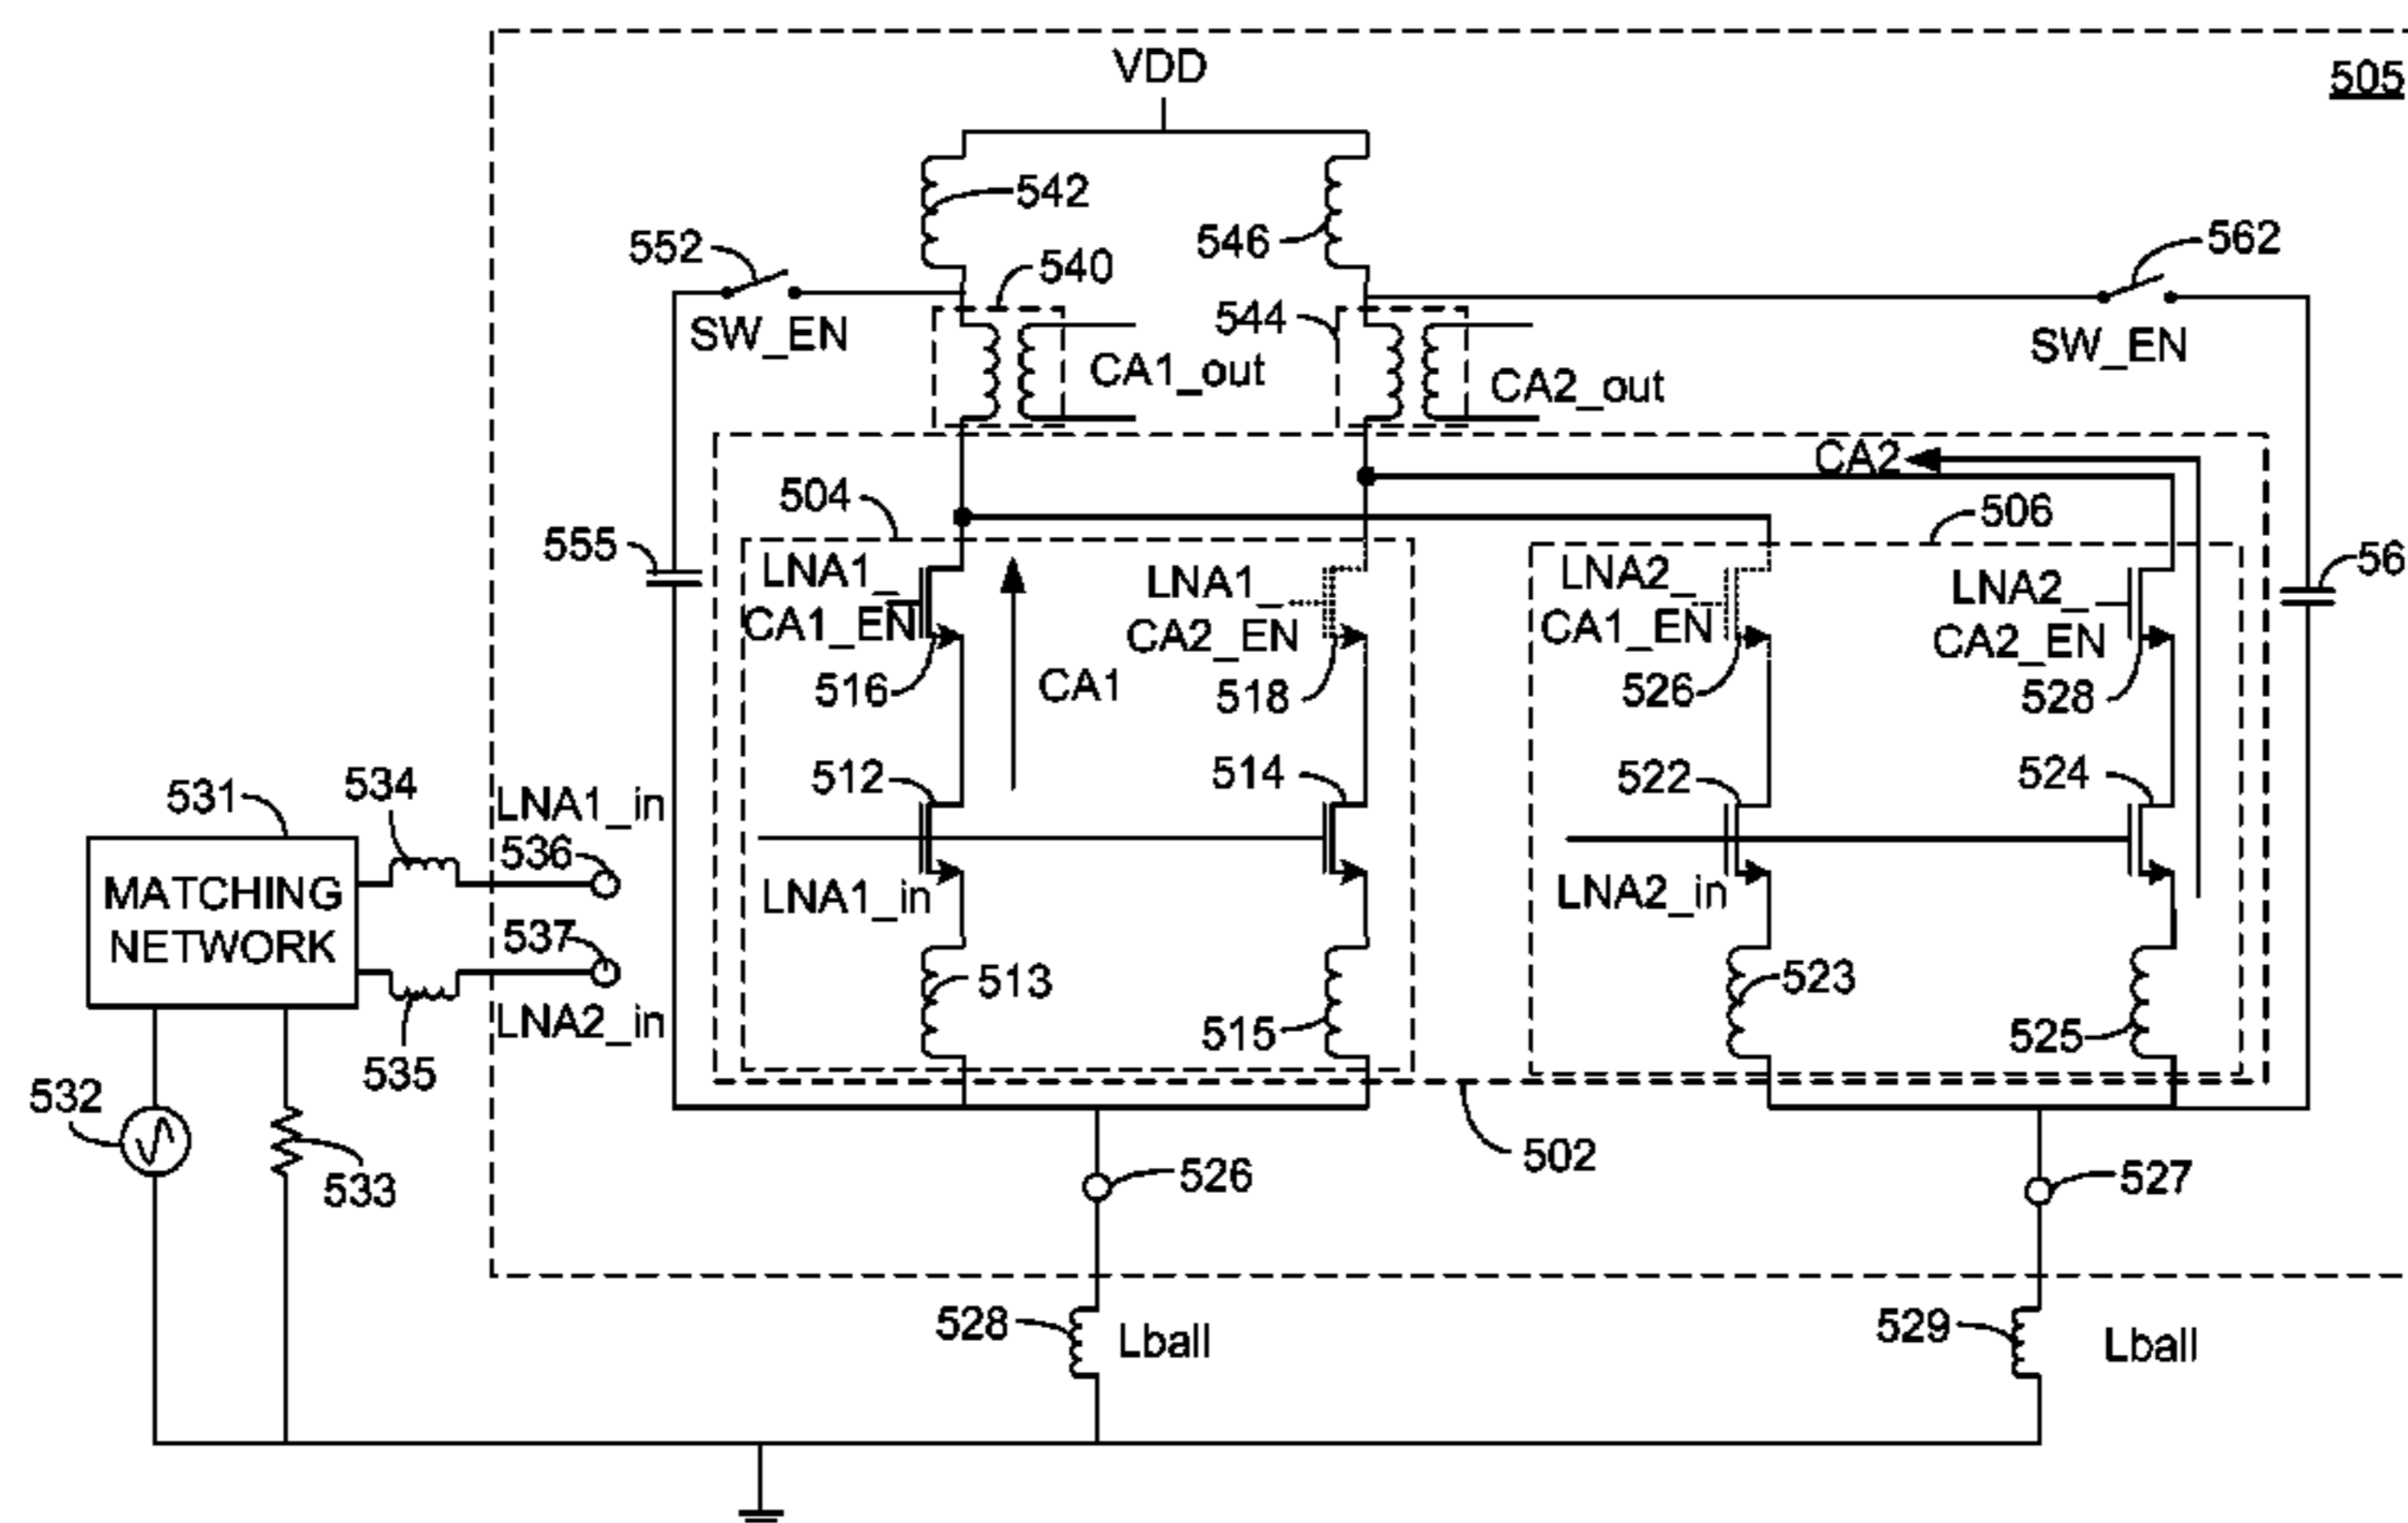 505
VDD
542
546
552
562
540
544
SW_EN
SW_EN
CA1_out
CA2_out
CA2
504
506
555
56
LNA1_
CA1_EN
LNA1_
CA2_EN
LNA2_
CA1_EN
LNA2_
CA2_EN
516
CA1
518
526
528
512
514
522
524
531
534
LNA1_in
536
MATCHING
NETWORK
LNA1_in
LNA2_in
537
513
515
523
525
LNA2_in
535
532
533
502
526
527
528
Lball
529
Lball